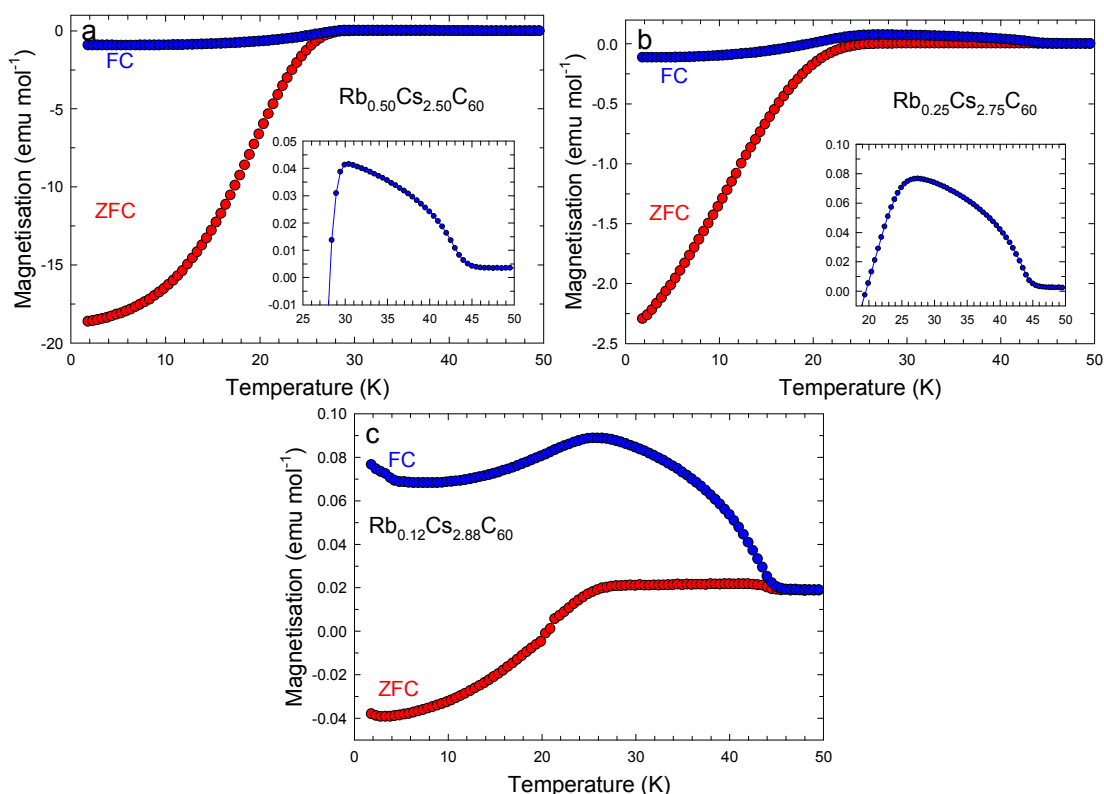 a
FC
Rb0.50Cs2.50C60
ZFC
Magnetisation (emu mol-1)
0
-5
-10
-15
-20
0 10 20 30 40 50
Temperature (K)
0.05
0.04
0.03
0.02
0.01
0.00
-0.01
25 30 35 40 45 50
b
FC
Rb0.25Cs2.75C60
ZFC
Magnetisation (emu mol-1)
0.0
-0.5
-1.0
-1.5
-2.0
-2.5
0 10 20 30 40 50
Temperature (K)
0.10
0.08
0.06
0.04
0.02
0.00
20 25 30 35 40 45 50
c
FC
Rb0.12Cs2.88C60
ZFC
Magnetisation (emu mol-1)
0.10
0.08
0.06
0.04
0.02
0.00
-0.02
-0.04
0 10 20 30 40 50
Temperature (K)